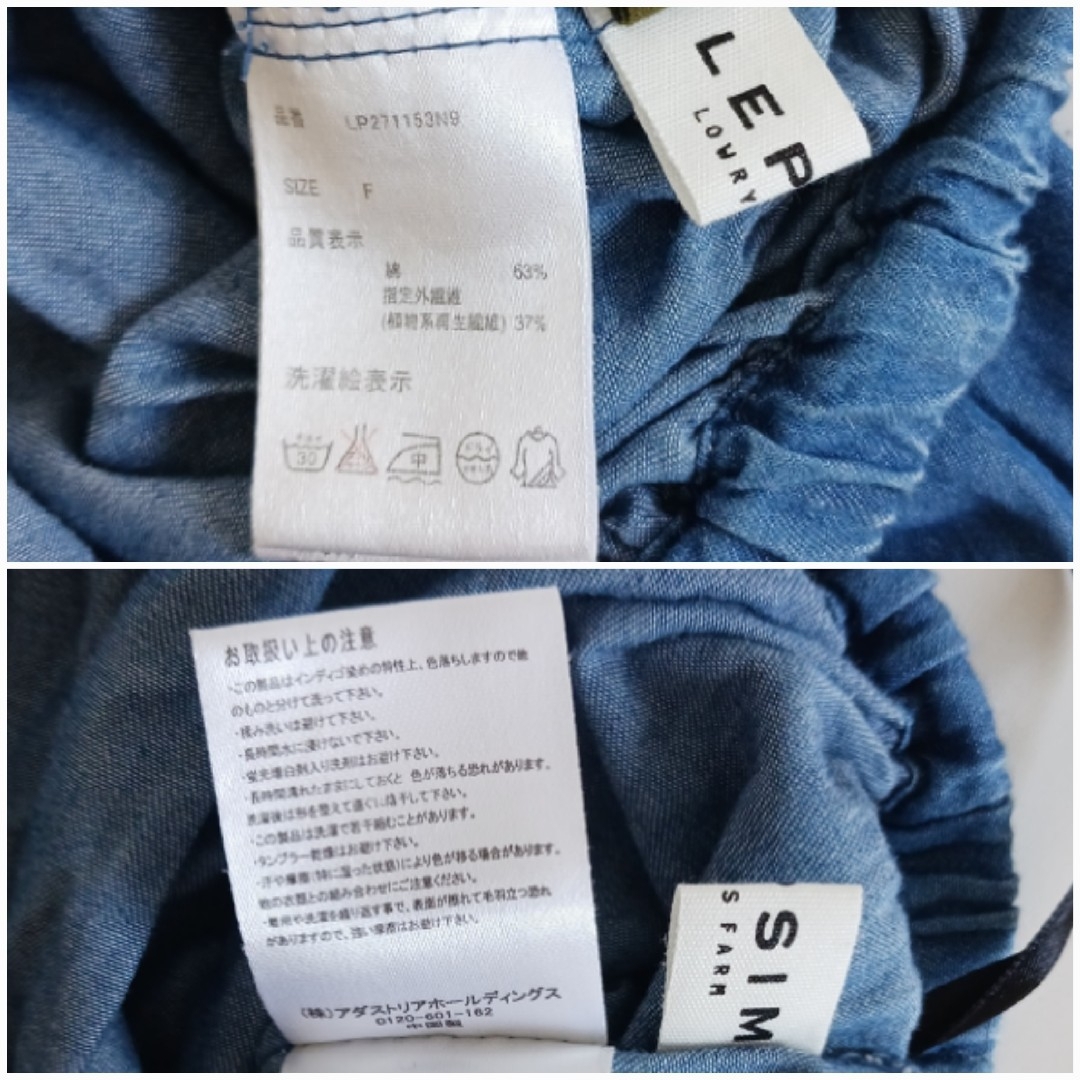 品番 LP271153N9
SIZE F
品質表示
綿 63%
指定外繊維
(植物系再生繊維) 37%
洗濯絵表示
30
中
LEP
LOWRY
お取扱い上の注意
・この製品はインディゴ染めの特性上、色落ちしますので他
のものと分けて洗って下さい。
・揉み洗いは避けて下さい。
・長時間水に浸けないで下さい。
・蛍光増白剤入り洗剤はお避け下さい。
・長時間濡れたままにしておくと 色が落ちる恐れがあります。
洗濯後は形を整えて直ぐに陰干して下さい。
・この製品は洗濯で若干縮むことがあります。
・タンブラー乾燥はお避け下さい。
・汗や摩擦(特に湿った状態)により色が移る場合があります。
他の衣類との組み合わせにご注意ください。
・着用や洗濯を繰り返す事で、表面が擦れて毛羽立つ恐れ
がありますので、強い摩擦はお避け下さい。
(株)アダストリアホールディングス
0120-601-162
中国製
SIM
S FARM